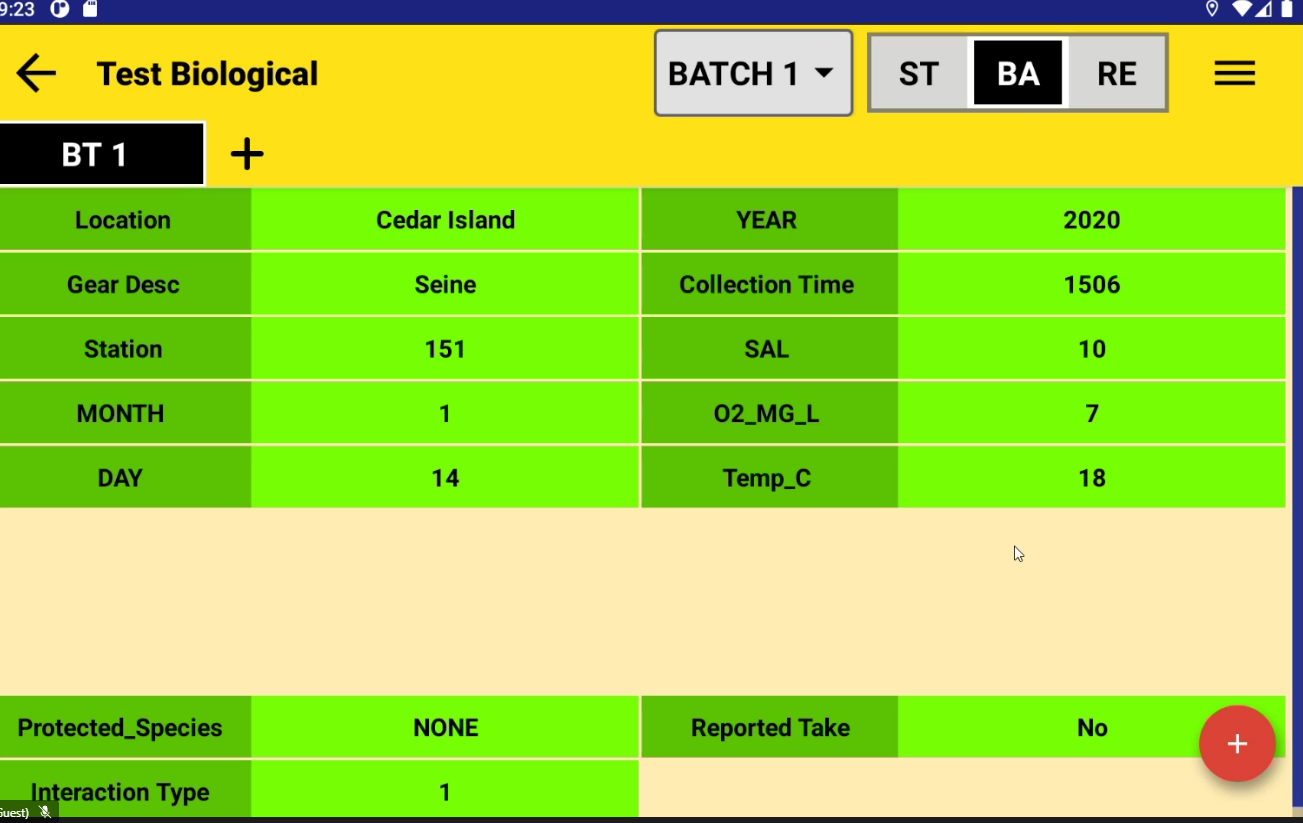 9:23
Test Biological BATCH 1 ST BA RE
BT 1 +
Location Cedar Island YEAR 2020
Gear Desc Seine Collection Time 1506
Station 151 SAL 10
MONTH 1 O2_MG_L 7
DAY 14 Temp_C 18
Protected_Species NONE Reported Take No
+
Interaction Type 1
Guest)